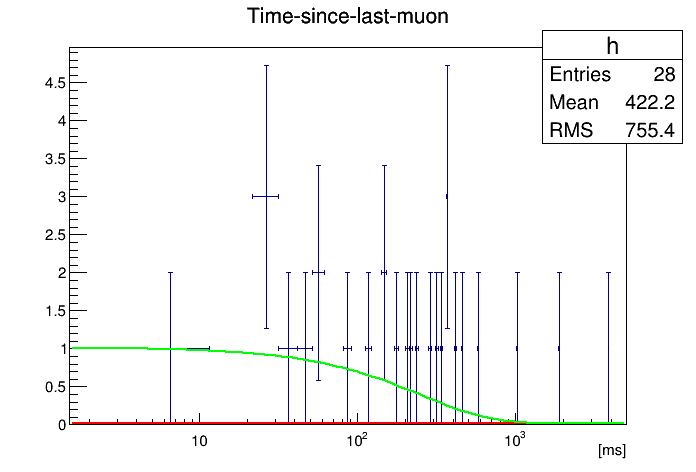 Time-since-last-muon
h
Entries 28
Mean 422.2
RMS 755.4
4.5
4
3.5
3
2.5
2
1.5
1
0.5
0
10 10² 10³
[ms]